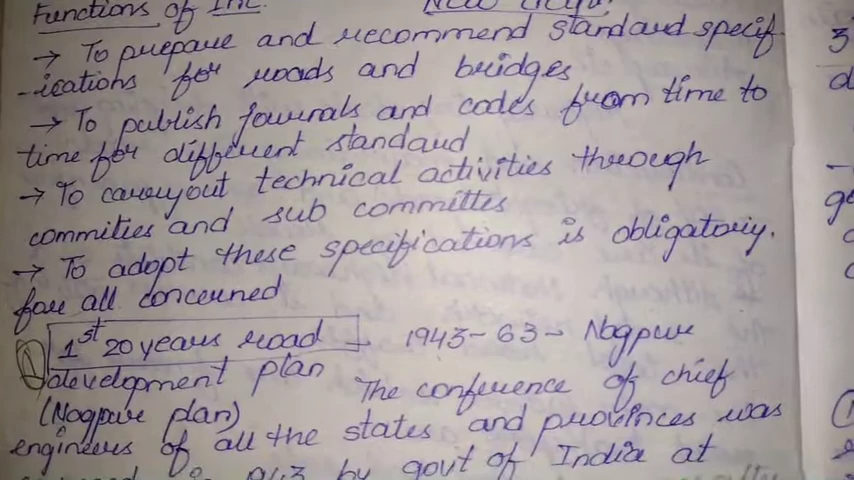 Functions of IRC
→ To prepare and recommend standard specif
-ications for roads and bridges
→ To publish journals and codes from time to
time for different standard
→ To carryout technical activities through
commities and sub committes
→ To adopt these specifications is obligatory.
for all concerned
1st 20 years road - 1943-63 - Nagpur
development plan
(Nagpur plan) The conference of chief
engineers of all the states and provinces was
by govt of India at